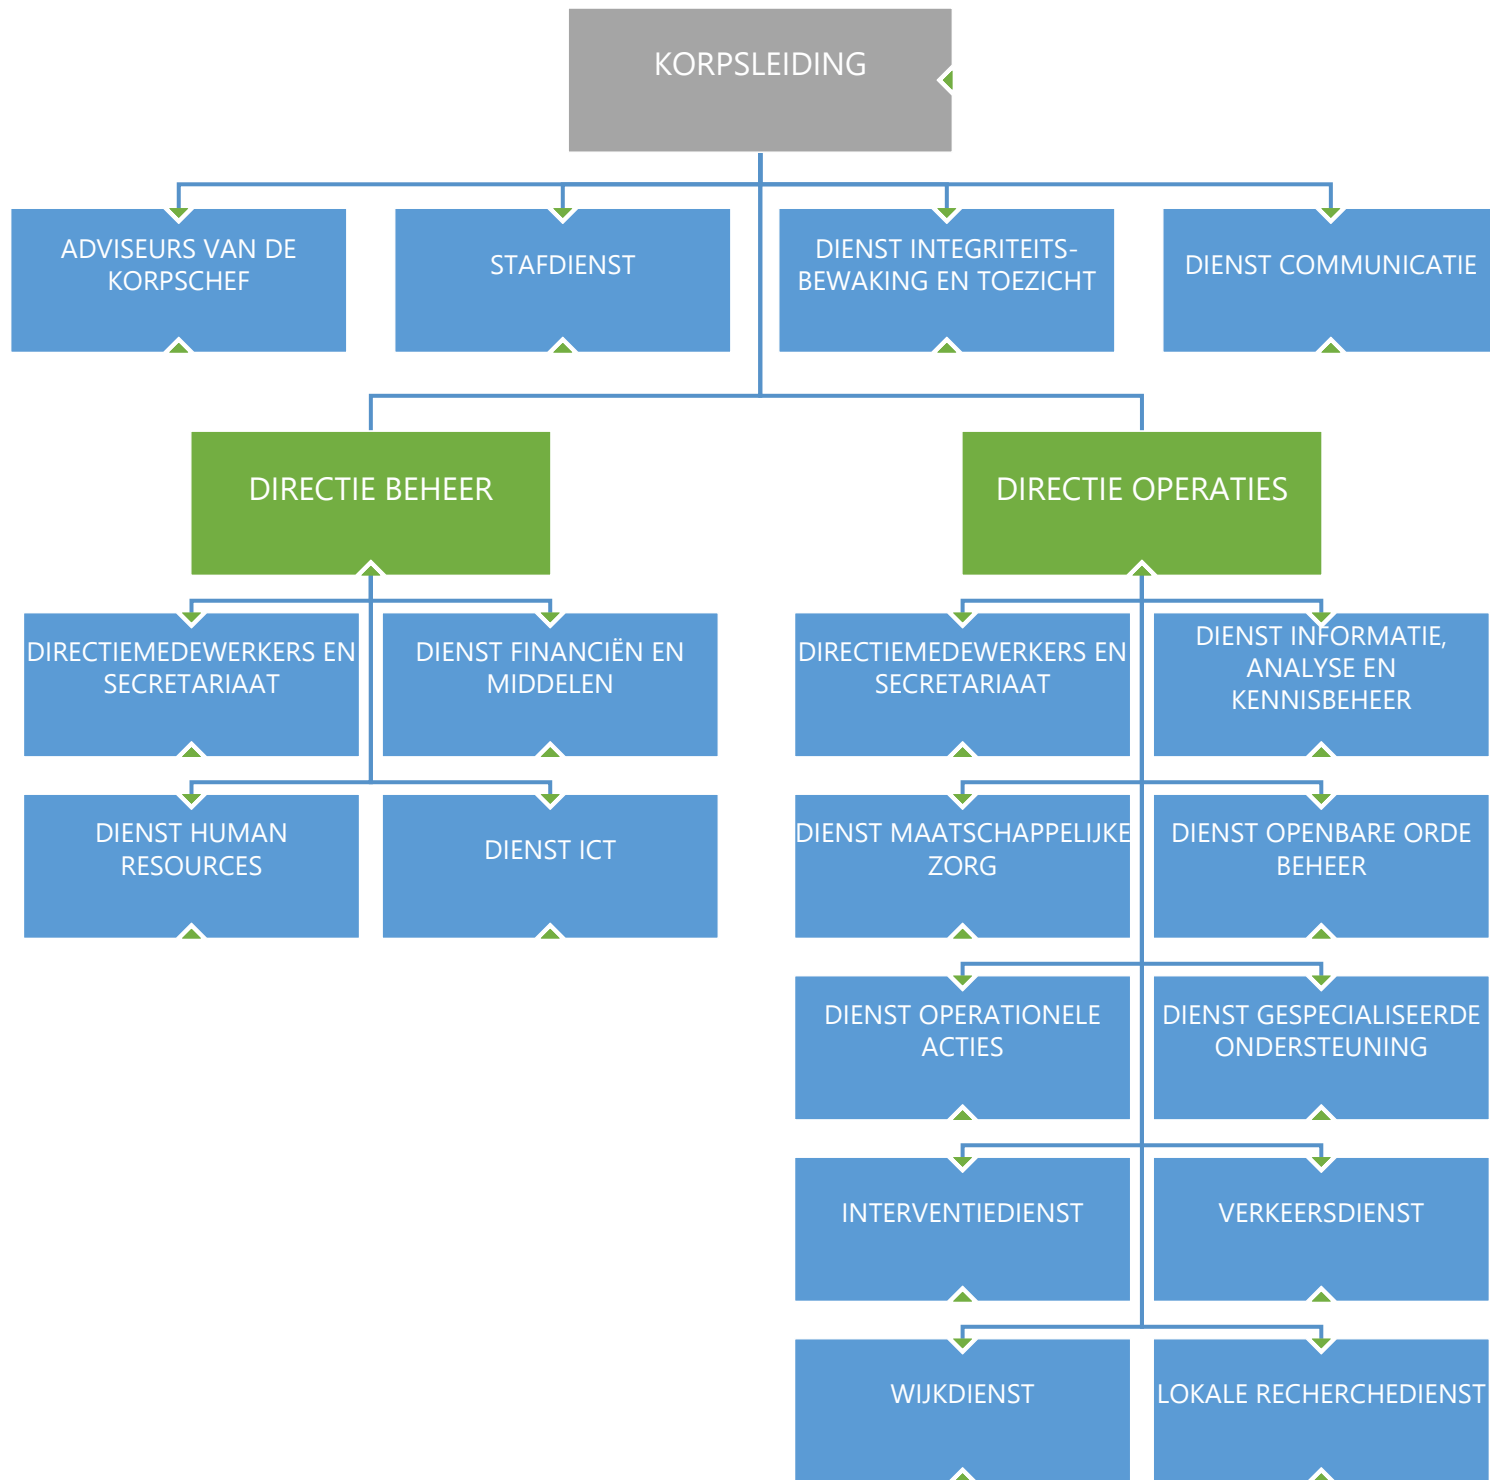 KORPSLEIDING
ADVISEURS VAN DE
KORPSCHEF
STAFDIENST
DIENST INTEGRITEITS-
BEWAKING EN TOEZICHT
DIENST COMMUNICATIE
DIRECTIE BEHEER
DIRECTIE OPERATIES
DIRECTIEMEDEWERKERS EN
SECRETARIAAT
DIENST FINANCIËN EN
MIDDELEN
DIENST HUMAN
RESOURCES
DIENST ICT
DIRECTIEMEDEWERKERS EN
SECRETARIAAT
DIENST INFORMATIE,
ANALYSE EN
KENNISBEHEER
DIENST MAATSCHAPPELIJKE
ZORG
DIENST OPENBARE ORDE
BEHEER
DIENST OPERATIONELE
ACTIES
DIENST GESPECIALISEERDE
ONDERSTEUNING
INTERVENTIEDIENST
VERKEERSDIENST
WIJKDIENST
LOKALE RECHERCHEDIENST